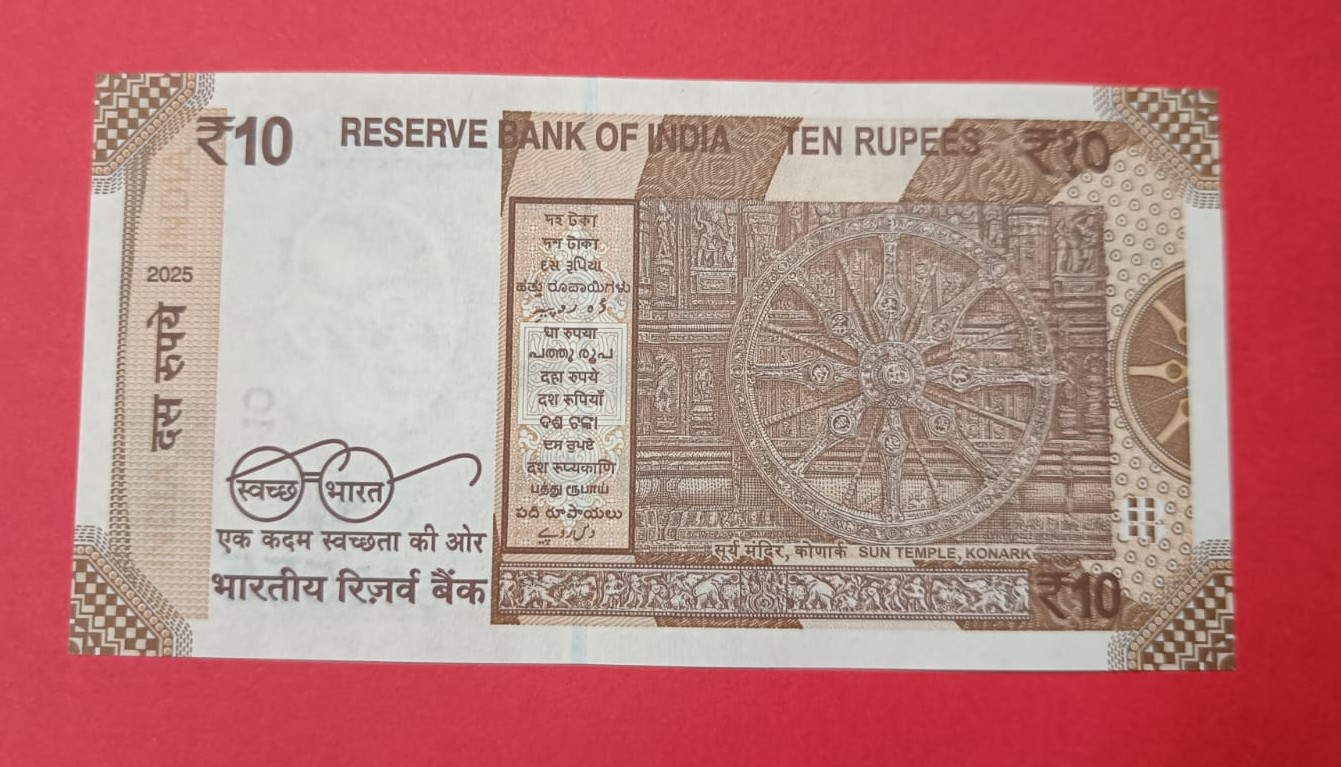 ₹10
RESERVE BANK OF INDIA
TEN RUPEES
₹१०
2025
दस रुपये
দহ টকা
দশ টাকা
દસ રૂપિયા
ಹತ್ತು ರೂಪಾಯಿಗಳು
धा रुपया
പത്തു രൂപ
दहा रुपये
दश रुपियाँ
ଦଶ ଟଙ୍କା
ਦਸ ਰੁਪਏ
दश रूप्यकाणि
பத்து ரூபாய்
పది రూపాయలు
دس روپے
स्वच्छ भारत
एक कदम स्वच्छता की ओर
भारतीय रिज़र्व बैंक
सूर्य मंदिर, कोणार्क SUN TEMPLE, KONARK
₹10